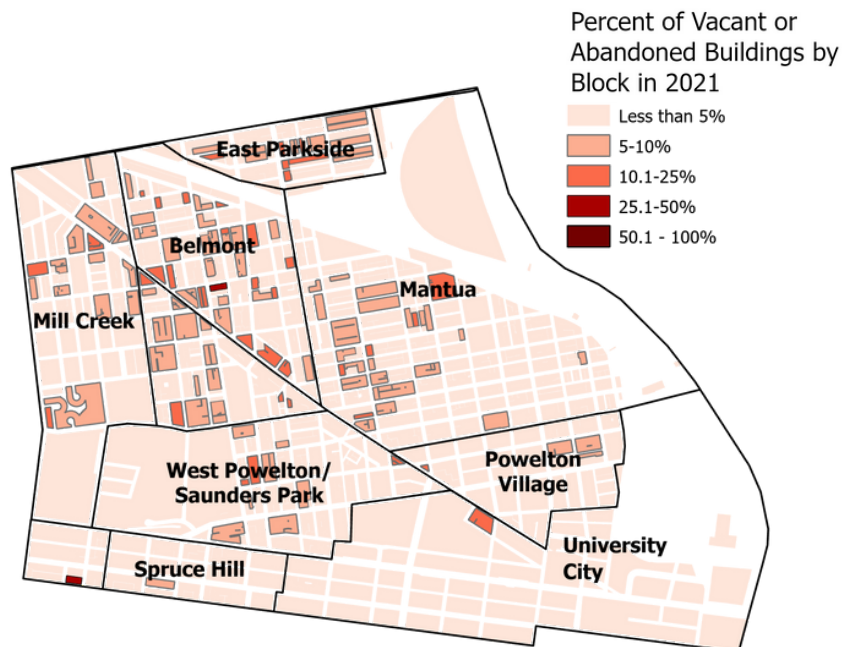 Percent of Vacant or
Abandoned Buildings by
Block in 2021
Less than 5%
5-10%
10.1-25%
25.1-50%
50.1 - 100%
East Parkside
Belmont
Mantua
Mill Creek
West Powelton/
Saunders Park
Powelton
Village
University
City
Spruce Hill